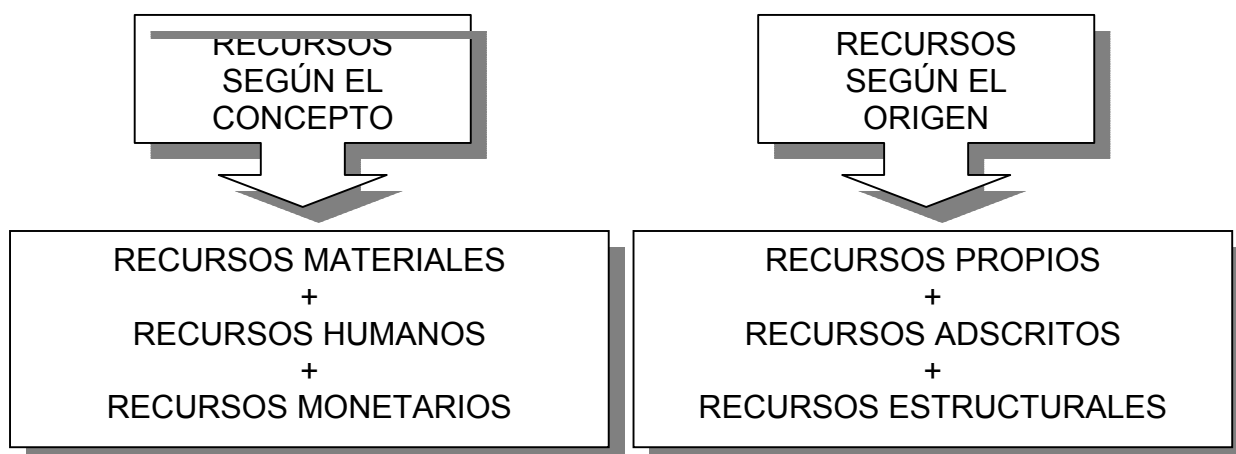 RECURSOS
SEGÚN EL
CONCEPTO
RECURSOS
SEGÚN EL
ORIGEN
RECURSOS MATERIALES
+
RECURSOS HUMANOS
+
RECURSOS MONETARIOS
RECURSOS PROPIOS
+
RECURSOS ADSCRITOS
+
RECURSOS ESTRUCTURALES